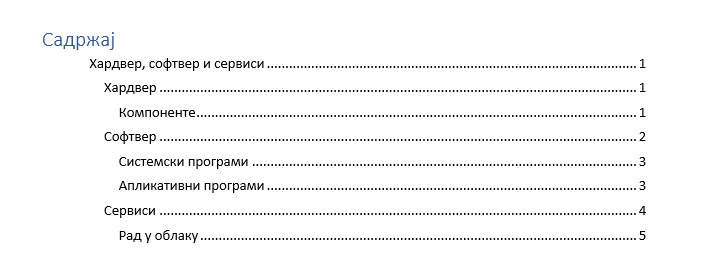 Садржај
Хардвер, софтвер и сервиси ........................................................................................................ 1
Хардвер ........................................................................................................................................ 1
Компоненте.............................................................................................................................. 1
Софтвер ........................................................................................................................................ 2
Системски програми ................................................................................................................ 3
Апликативни програми............................................................................................................ 3
Сервиси ........................................................................................................................................ 4
Рад у облаку.............................................................................................................................. 5